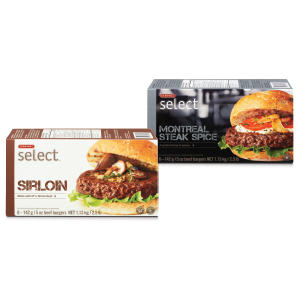 select
SIRLOIN
8 - 142 g / 5 oz beef burgers NET 1.13 kg / 2.5 lb
select
MONTREAL
STEAK SPICE
8 - 142 g / 5 oz beef burgers NET 1.13 kg / 2.5 lb